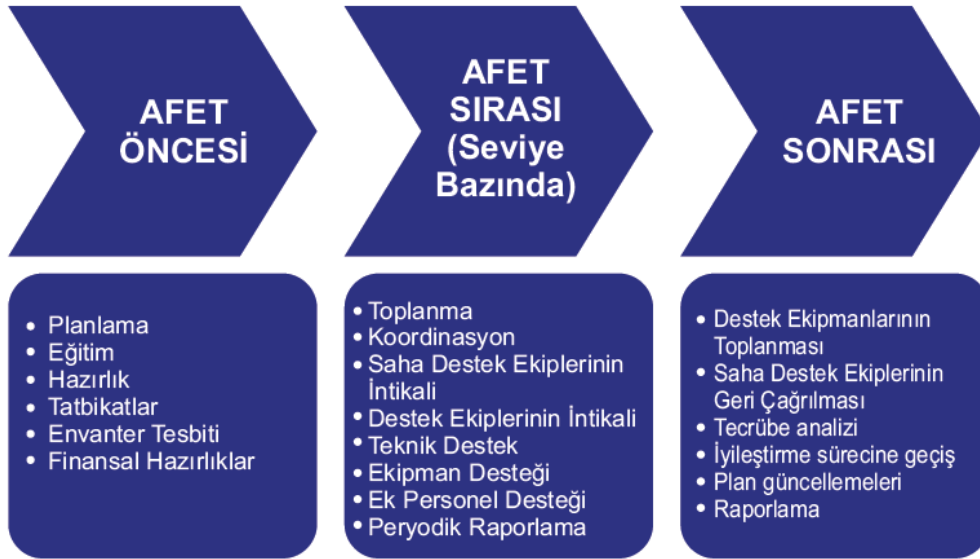 AFET
ÖNCESİ
AFET
SIRASI
(Seviye
Bazında)
AFET
SONRASI
• Planlama
• Eğitim
• Hazırlık
• Tatbikatlar
• Envanter Tesbiti
• Finansal Hazırlıklar
• Toplanma
• Koordinasyon
• Saha Destek Ekiplerinin
İntikali
• Destek Ekiplerinin İntikali
• Teknik Destek
• Ekipman Desteği
• Ek Personel Desteği
• Peryodik Raporlama
• Destek Ekipmanlarının
Toplanması
• Saha Destek Ekiplerinin
Geri Çağrılması
• Tecrübe analizi
• İyileştirme sürecine geçiş
• Plan güncellemeleri
• Raporlama